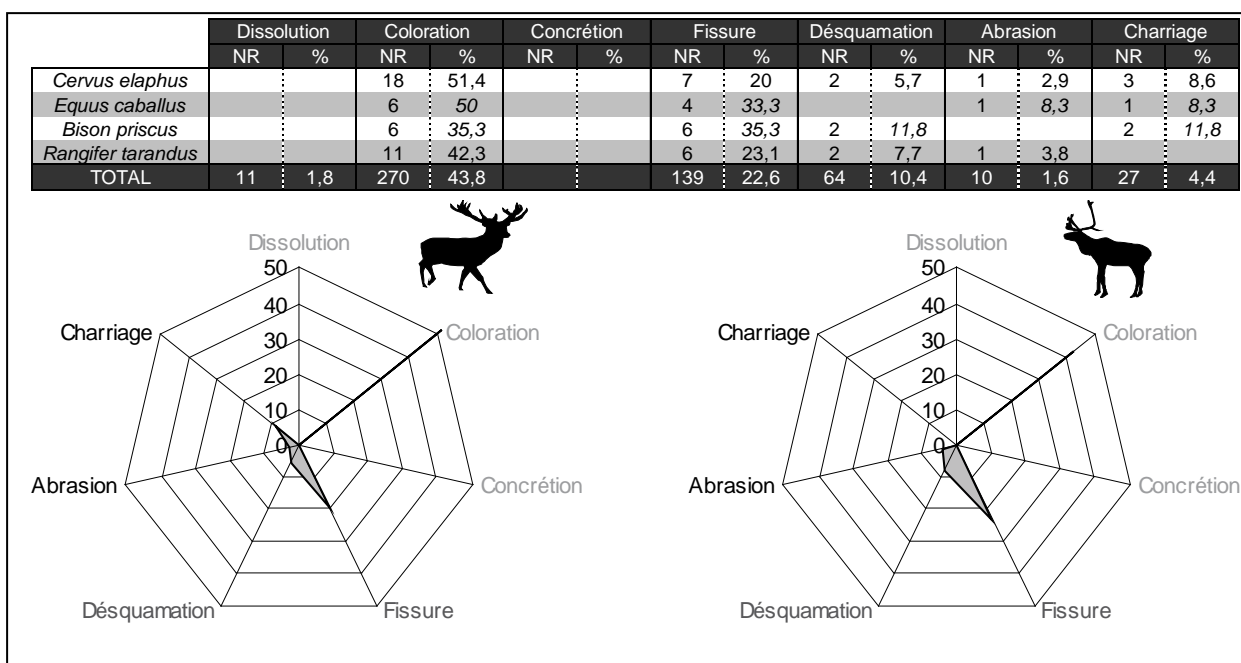 Dissolution Coloration Concrétion Fissure Désquamation Abrasion Charriage
NR % NR % NR % NR % NR % NR % NR %
Cervus elaphus 18 51,4 7 20 2 5,7 1 2,9 3 8,6
Equus caballus 6 50 4 33,3 1 8,3 1 8,3
Bison priscus 6 35,3 6 35,3 2 11,8 2 11,8
Rangifer tarandus 11 42,3 6 23,1 2 7,7 1 3,8
TOTAL 11 1,8 270 43,8 139 22,6 64 10,4 10 1,6 27 4,4
Dissolution
50
40
30
20
10
0
Coloration
Concrétion
Fissure
Désquamation
Abrasion
Charriage
Dissolution
50
40
30
20
10
0
Coloration
Concrétion
Fissure
Désquamation
Abrasion
Charriage